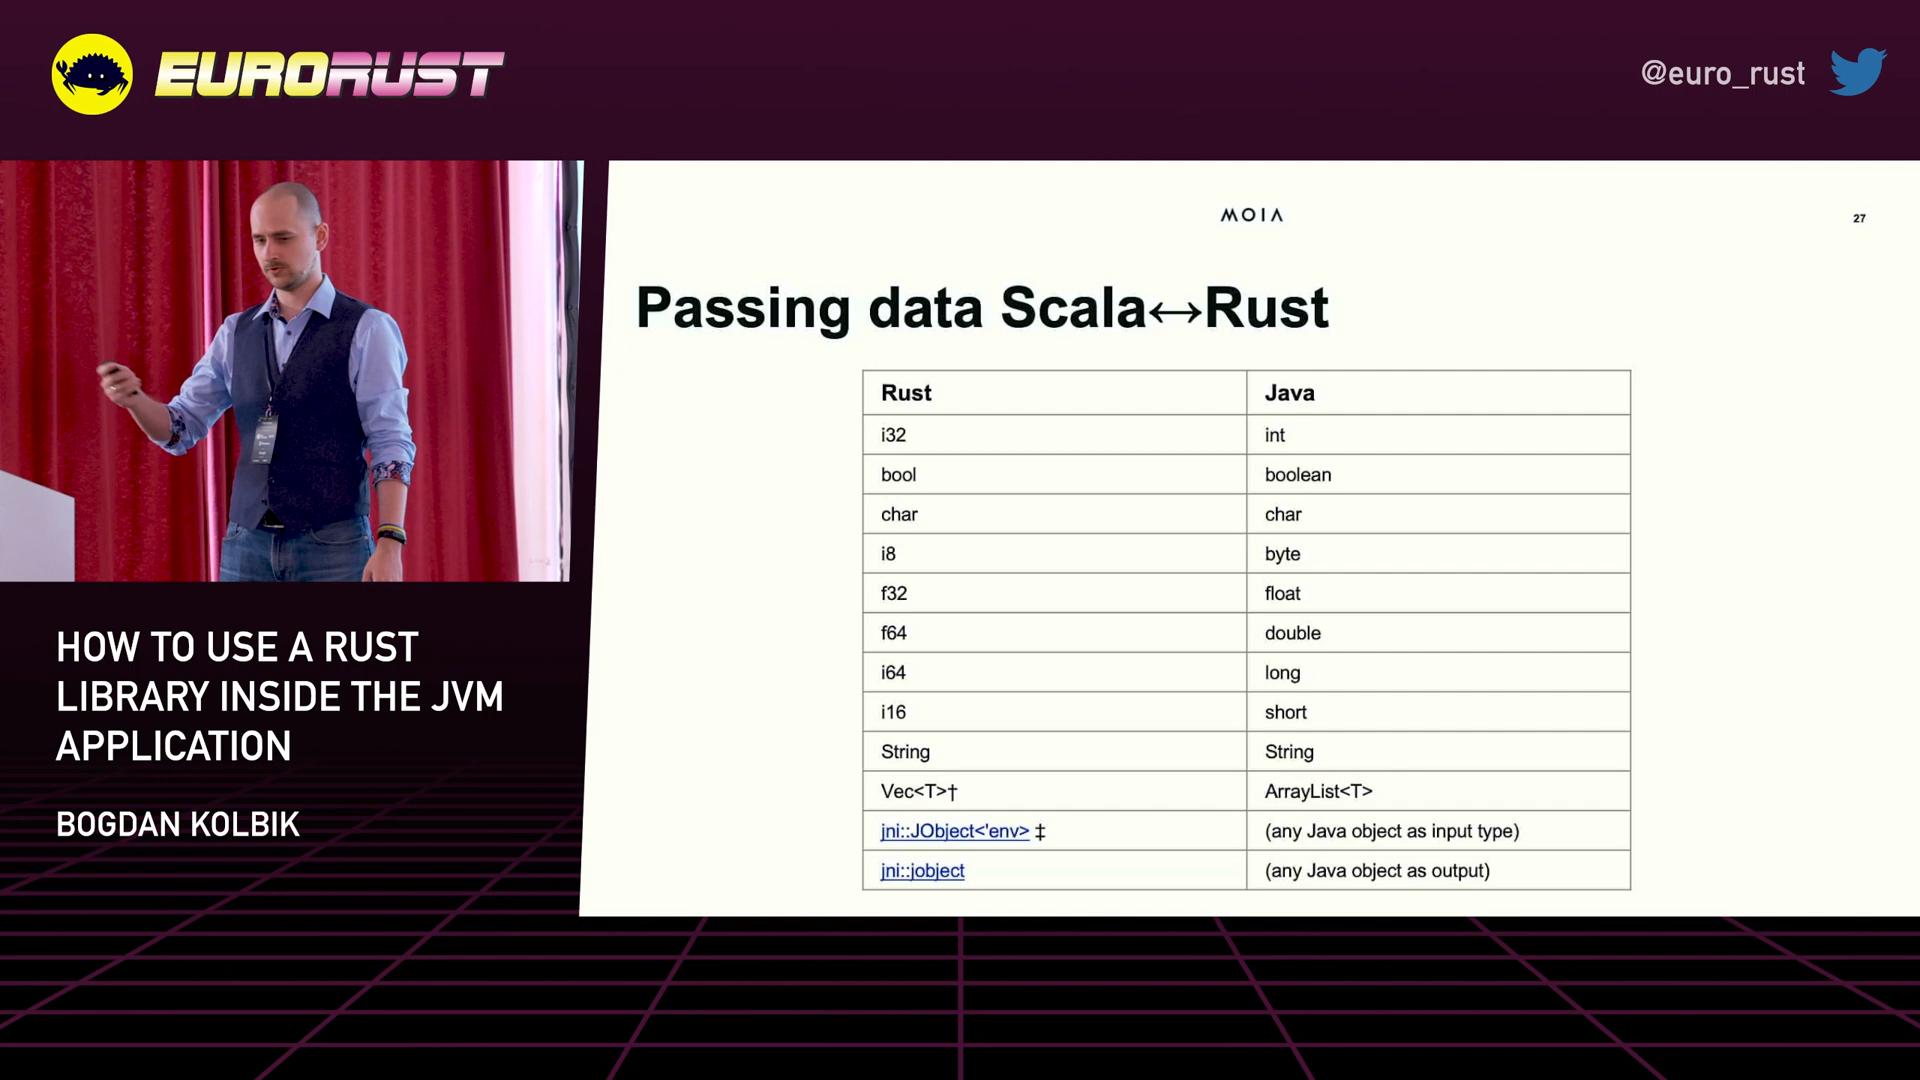 EURORUST
@euro_rust
MOIA
27
Passing data Scala↔Rust
Rust Java
i32 int
bool boolean
char char
i8 byte
f32 float
f64 double
i64 long
i16 short
String String
Vec<T>† ArrayList<T>
jni::JObject<'env> ‡ (any Java object as input type)
jni::jobject (any Java object as output)
HOW TO USE A RUST
LIBRARY INSIDE THE JVM
APPLICATION
BOGDAN KOLBIK